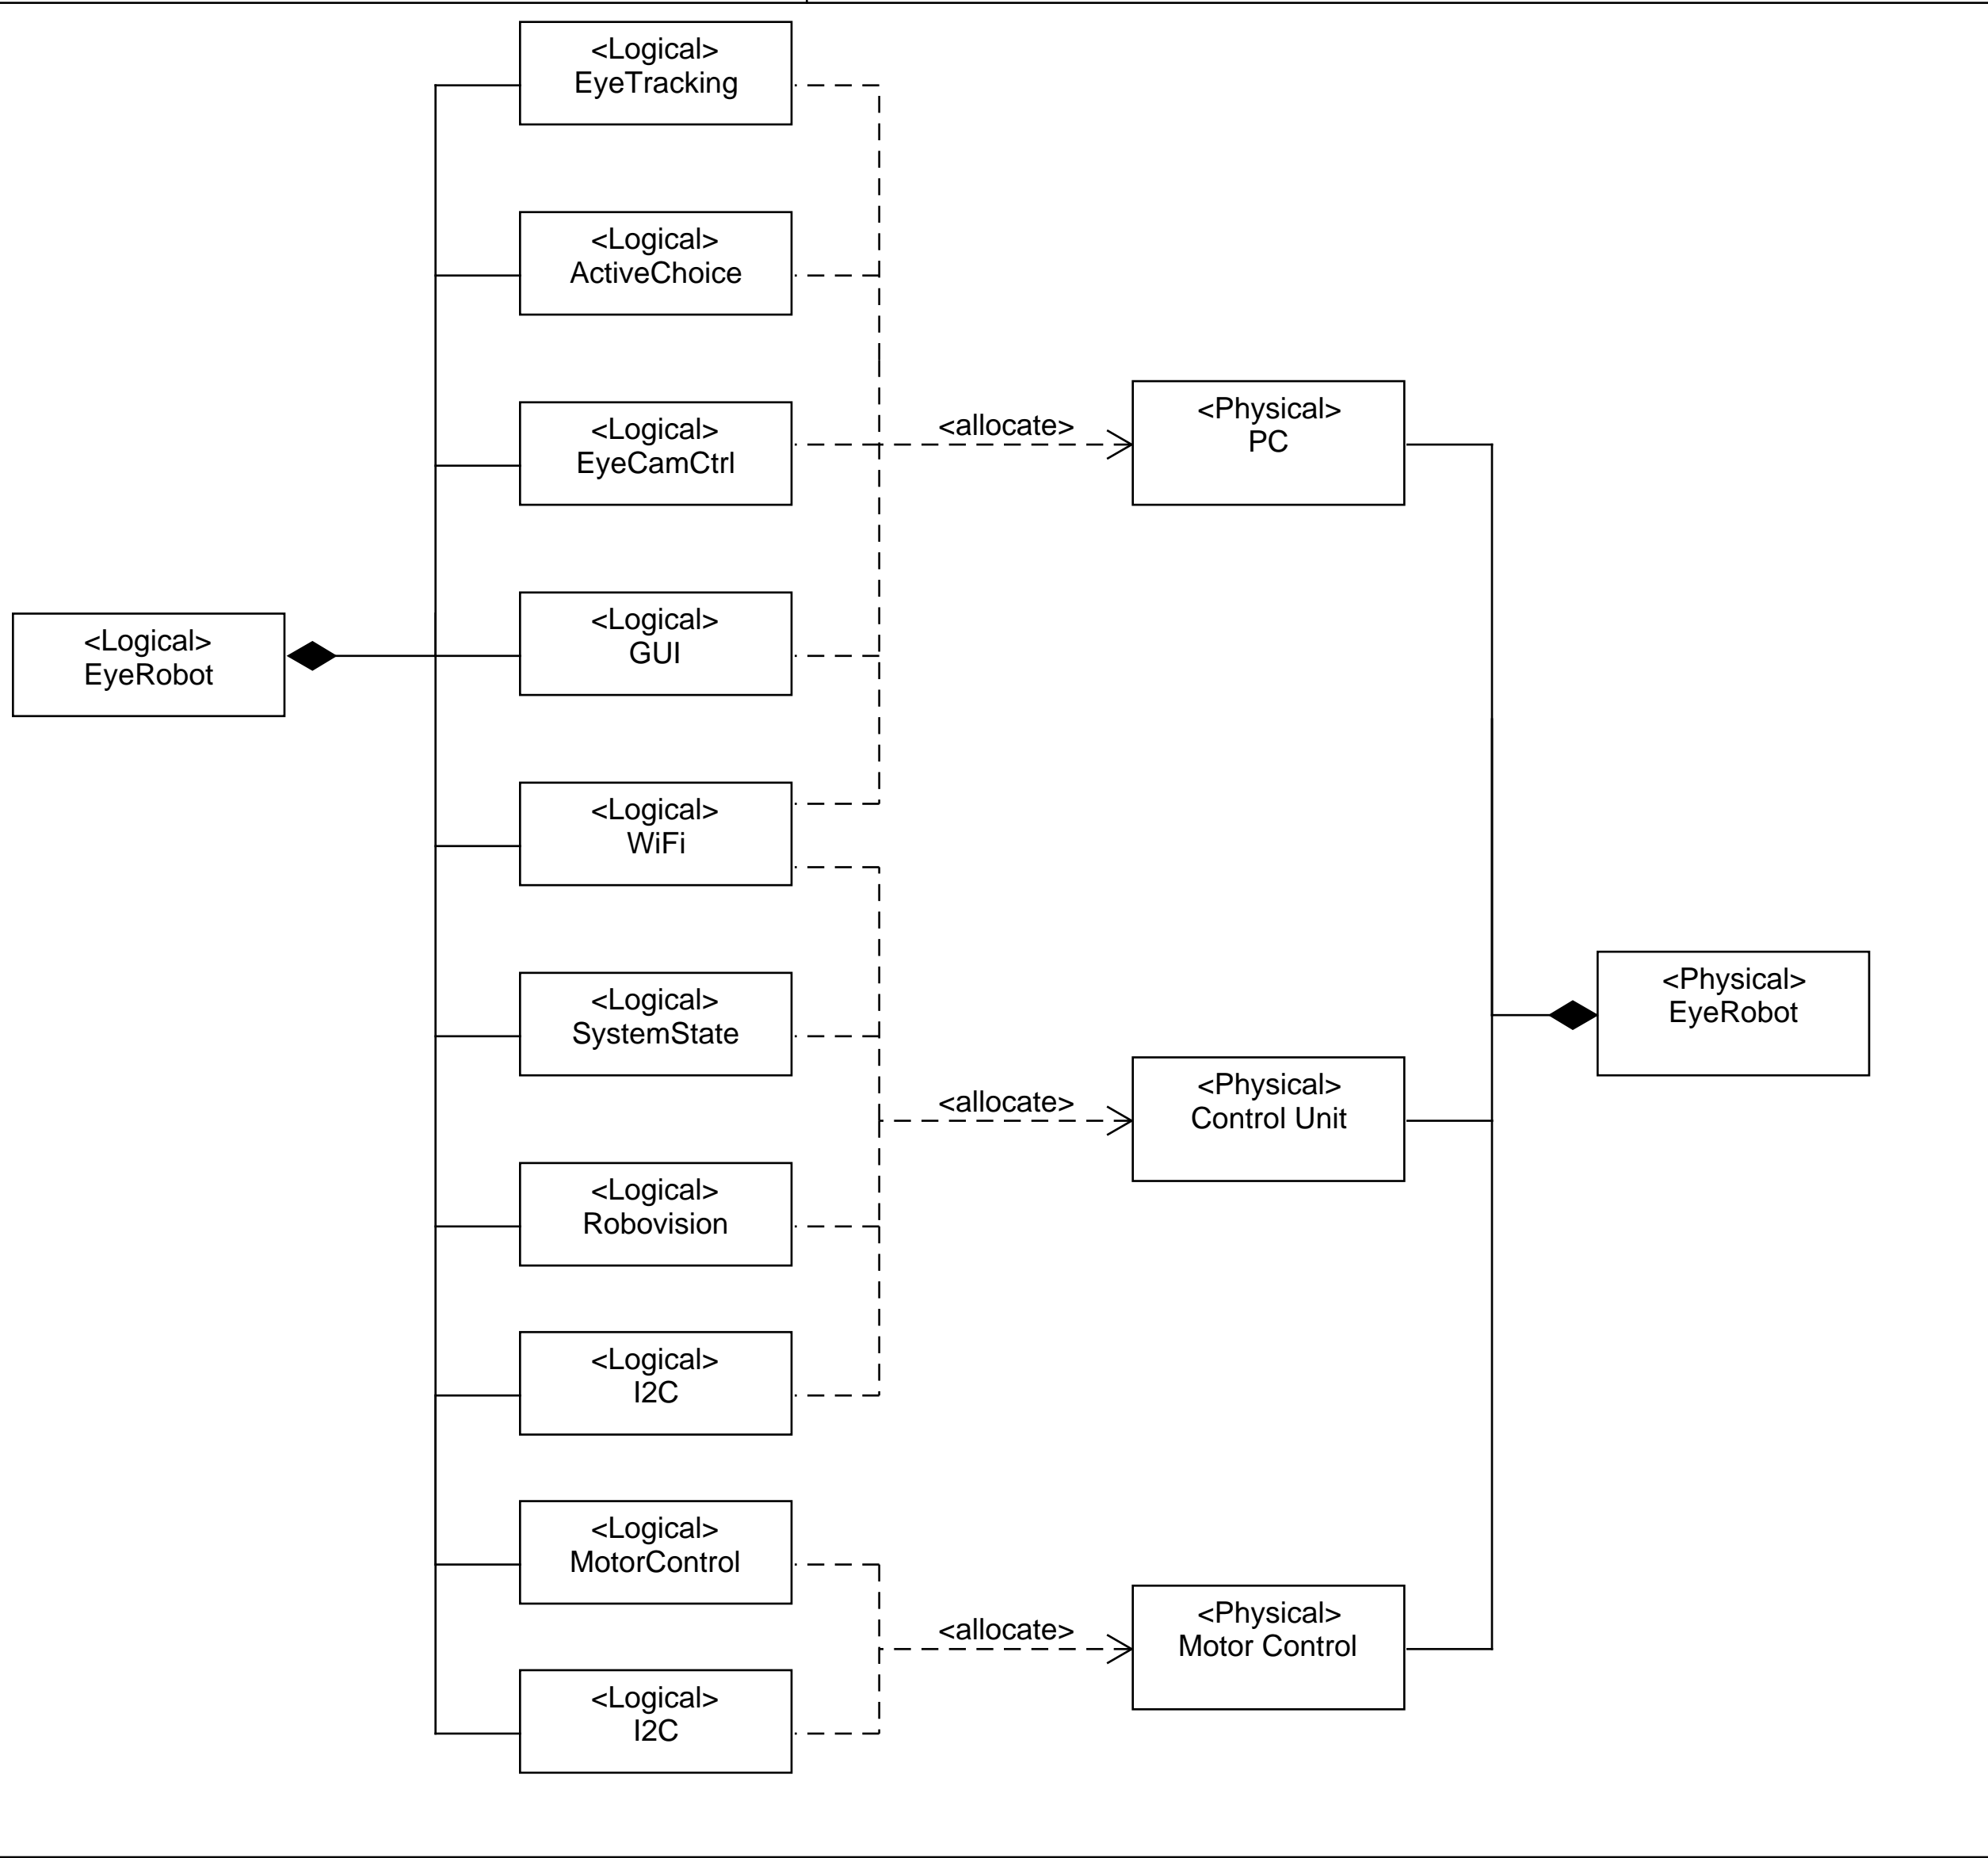 <Logical>
EyeTracking
<Logical>
ActiveChoice
<Logical>
EyeCamCtrl
<allocate>
<Physical>
PC
<Logical>
EyeRobot
<Logical>
GUI
<Logical>
WiFi
<Logical>
SystemState
<Physical>
EyeRobot
<allocate>
<Physical>
Control Unit
<Logical>
Robovision
<Logical>
I2C
<Logical>
MotorControl
<allocate>
<Physical>
Motor Control
<Logical>
I2C